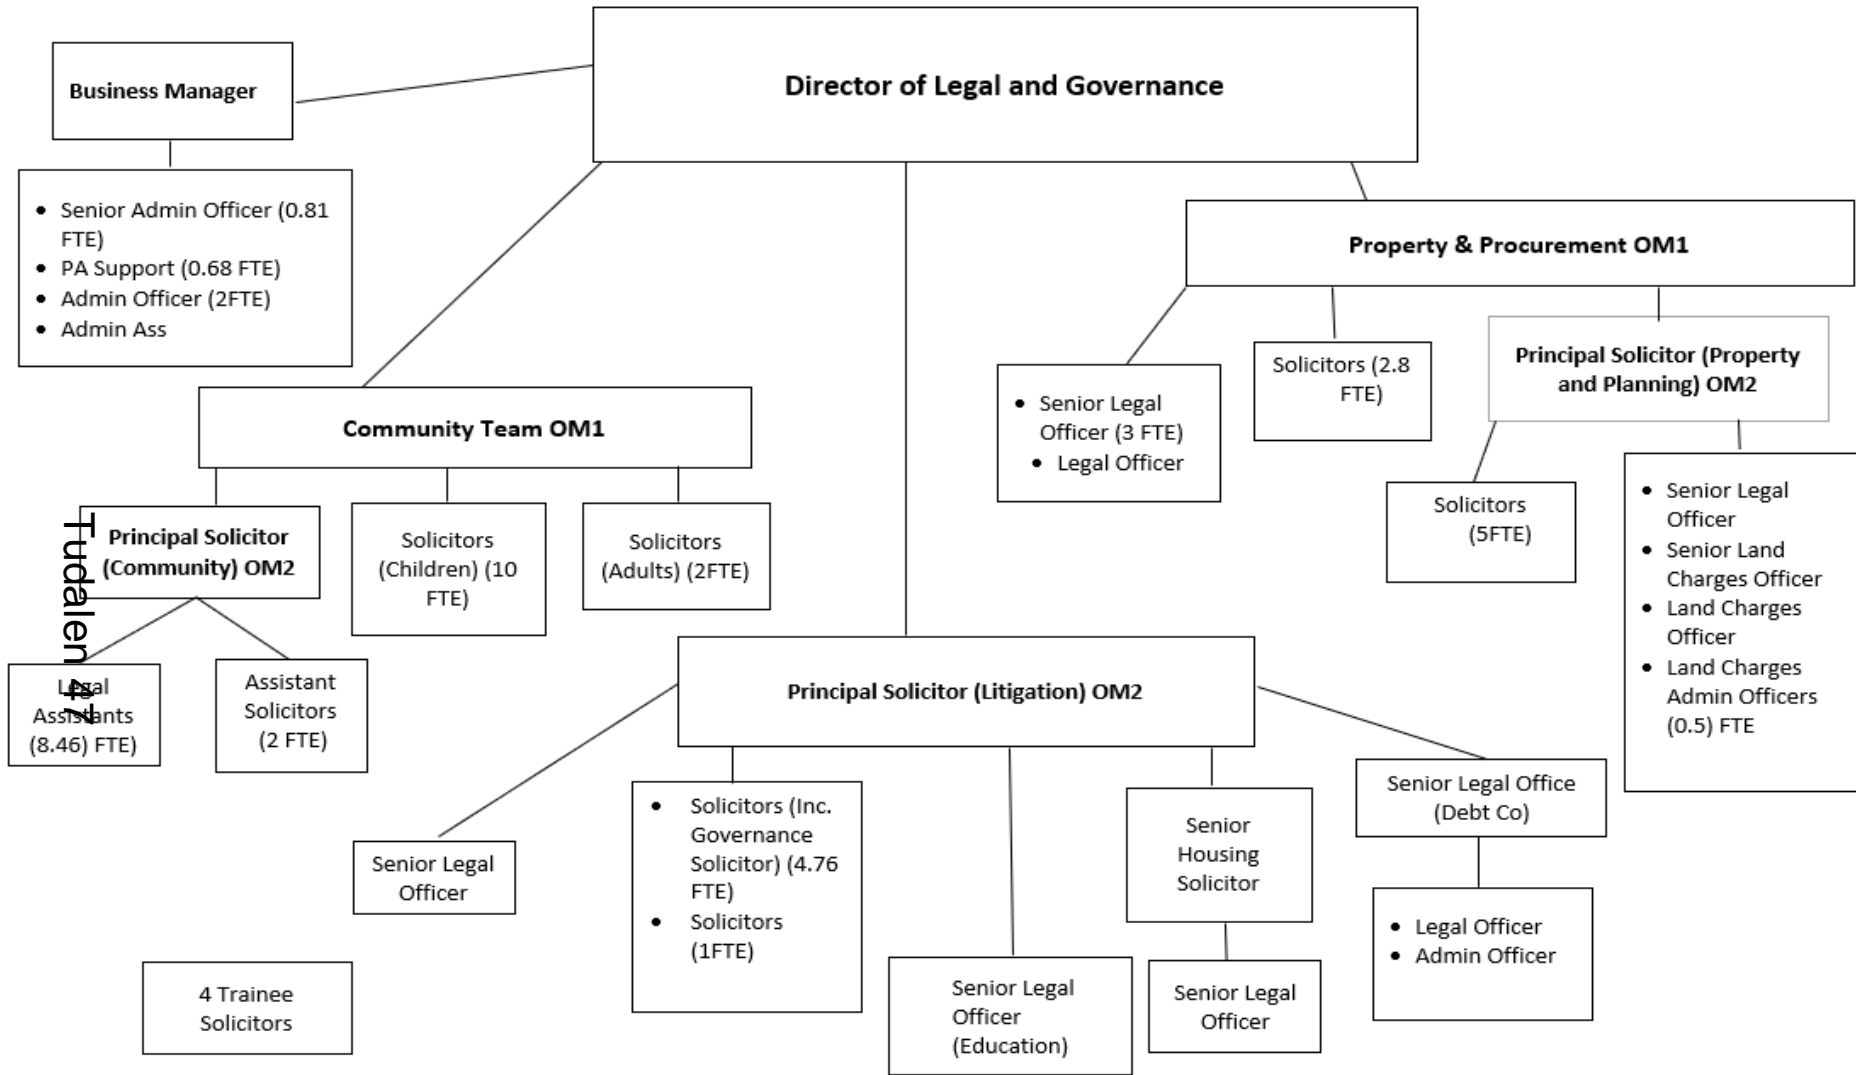 Director of Legal and Governance
Business Manager
• Senior Admin Officer (0.81
FTE)
• PA Support (0.68 FTE)
• Admin Officer (2FTE)
• Admin Ass
Property & Procurement OM1
• Senior Legal
Officer (3 FTE)
• Legal Officer
Solicitors (2.8
FTE)
Principal Solicitor (Property
and Planning) OM2
Solicitors
(5FTE)
• Senior Legal
Officer
• Senior Land
Charges Officer
• Land Charges
Officer
• Land Charges
Admin Officers
(0.5) FTE
Community Team OM1
Principal Solicitor
(Community) OM2
Solicitors
(Children) (10
FTE)
Solicitors
(Adults) (2FTE)
Legal
Assistants
(8.46) FTE)
Assistant
Solicitors
(2 FTE)
Tudalen 47
Principal Solicitor (Litigation) OM2
Senior Legal
Officer
• Solicitors (Inc.
Governance
Solicitor) (4.76
FTE)
• Solicitors
(1FTE)
Senior Legal
Officer
(Education)
Senior
Housing
Solicitor
Senior Legal
Officer
Senior Legal Office
(Debt Co)
• Legal Officer
• Admin Officer
4 Trainee
Solicitors